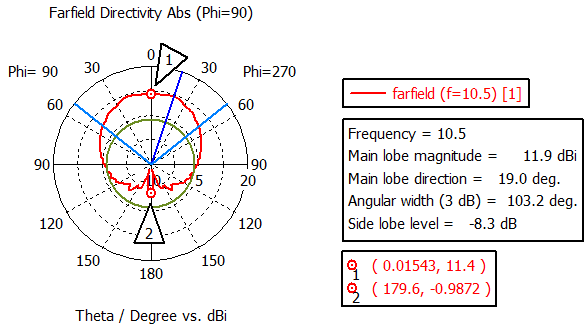 Farfield Directivity Abs (Phi=90)
Phi= 90
30
0
1
30
Phi=270
60
60
90
0
5
20
90
120
120
150
2
150
180
Theta / Degree vs. dBi
farfield (f=10.5) [1]
Frequency = 10.5
Main lobe magnitude = 11.9 dBi
Main lobe direction = 19.0 deg.
Angular width (3 dB) = 103.2 deg.
Side lobe level = -8.3 dB
1 ( 0.01543, 11.4 )
2 ( 179.6, -0.9872 )